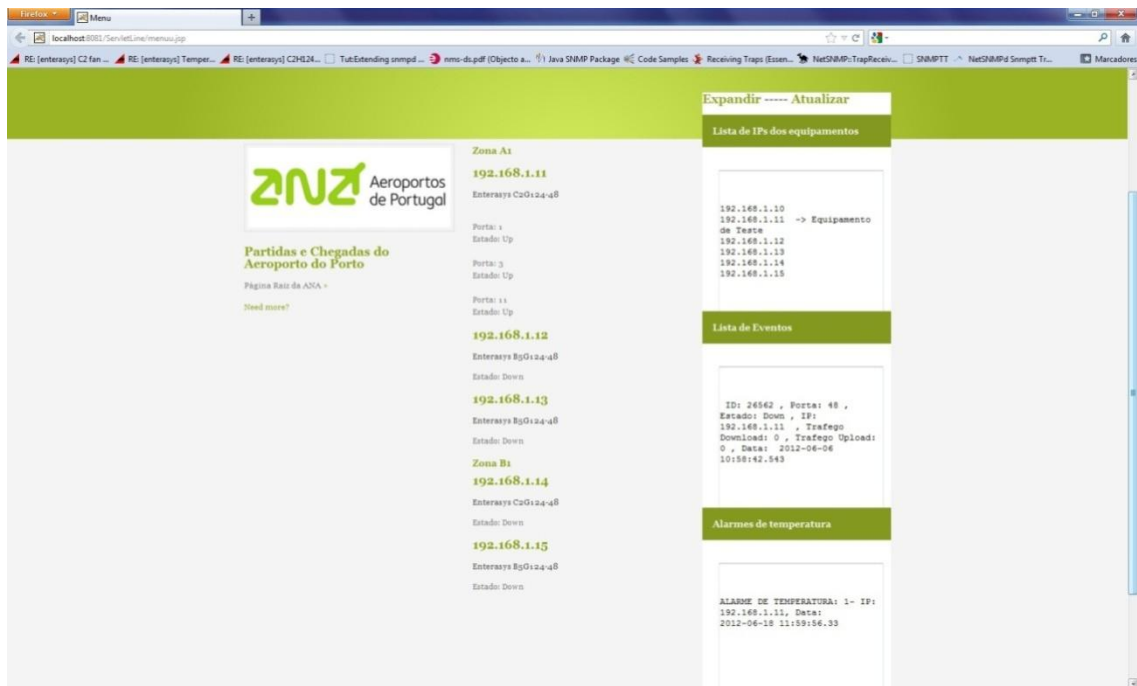 Firefox
Menu
localhost:8081/ServletLine/menuu.jsp
RE: [enterasys] C2 fan ...
RE: [enterasys] Temper...
RE: [enterasys] C2H124...
Tut:Extending snmpd ...
nms-ds.pdf (Objecto a...
Java SNMP Package
Code Samples
Receiving Traps (Essen...
NetSNMP::TrapReceiv...
SNMPTT
NetSNMPd Snmptt Tr...
Marcadores
ANA Aeroportos
de Portugal
Partidas e Chegadas do
Aeroporto do Porto
Página Raiz da ANA »
Need more?
Zona A1
192.168.1.11
Enterasys C2G124-48
Porta: 1
Estado: Up
Porta: 3
Estado: Up
Porta: 11
Estado: Up
192.168.1.12
Enterasys B5G124-48
Estado: Down
192.168.1.13
Enterasys B5G124-48
Estado: Down
Zona B1
192.168.1.14
Enterasys C2G124-48
Estado: Down
192.168.1.15
Enterasys B5G124-48
Estado: Down
Expandir ----- Atualizar
Lista de IPs dos equipamentos
192.168.1.10
192.168.1.11 -> Equipamento
de Teste
192.168.1.12
192.168.1.13
192.168.1.14
192.168.1.15
Lista de Eventos
ID: 26562 , Porta: 48 ,
Estado: Down , IP:
192.168.1.11 , Trafego
Download: 0 , Trafego Upload:
0 , Data: 2012-06-06
10:58:42.543
Alarmes de temperatura
ALARME DE TEMPERATURA: 1- IP:
192.168.1.11, Data:
2012-06-18 11:59:56.33